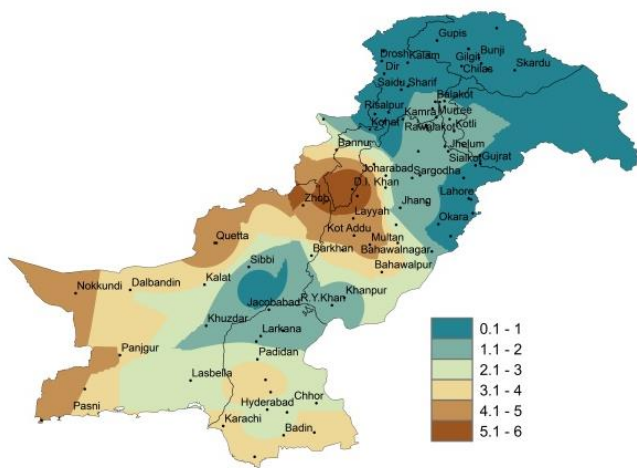 Gupis
Droshkalam
Gilgit
Bunji
Dir
Chilas
Skardu
Saidu Sharif
Balakot
Risalpur
Kamra
Murree
Kohat
Rawlakot
Kotli
Bannu
Jhelum
Sialkot
Gujrat
Joharabad
Sargodha
D.I. Khan
Zhob
Lahore
Layyah
Jhang
Okara
Kot Addu
Quetta
Multan
Barkhan
Bahawalnagar
Sibbi
Bahawalpur
Nokkundi
Dalbandin
Kalat
Khanpur
R.Y.Khan
Jacobabad
Khuzdar
Larkana
Panjgur
Padidan
Lasbella
Pasni
Chhor
Hyderabad
Karachi
Badin
0.1 - 1
1.1 - 2
2.1 - 3
3.1 - 4
4.1 - 5
5.1 - 6